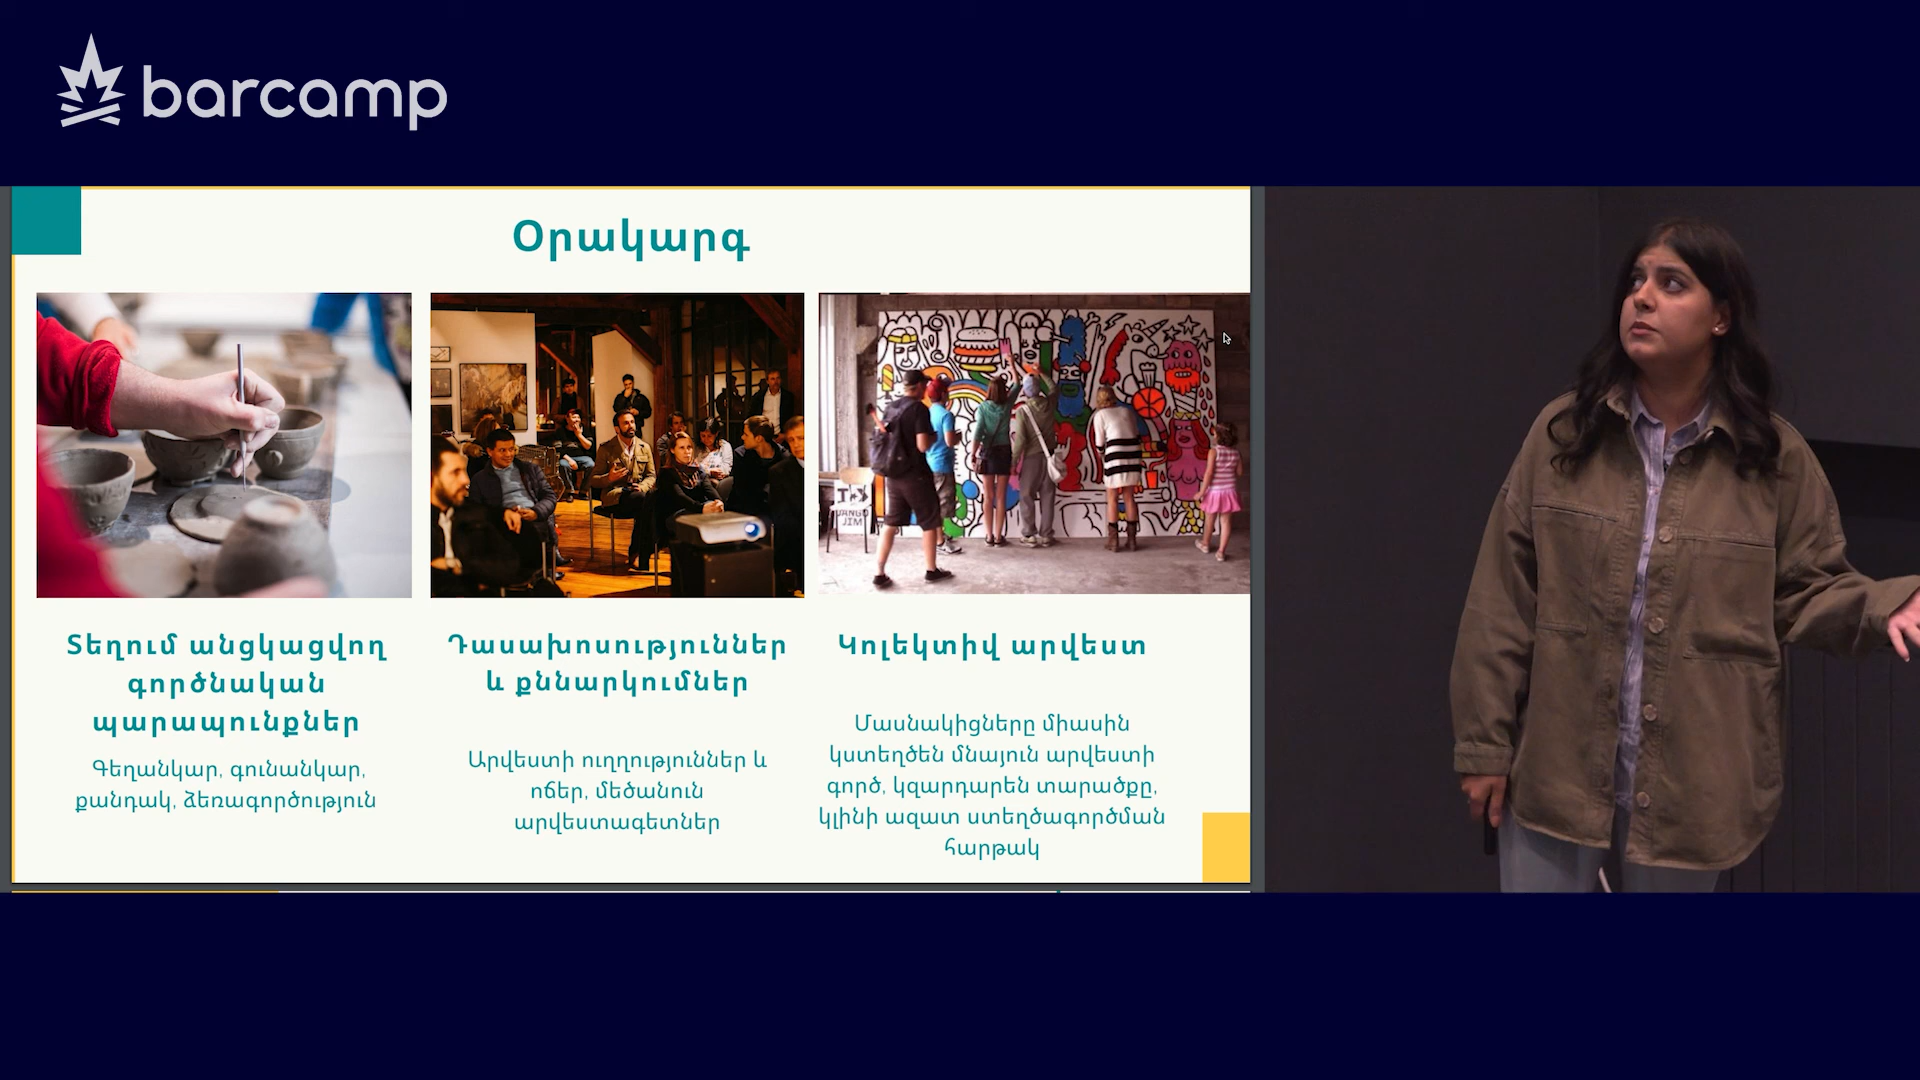 barcamp
Օրակարգ
Տեղում անցկացվող
գործնական
պարապունքներ
Գեղանկար, գունանկար,
քանդակ, ձեռագործություն
Դասախոսություններ
և քննարկումներ
Արվեստի ուղղություններ և
ոճեր, մեծանուն
արվեստագետներ
Կոլեկտիվ արվեստ
Մասնակիցները միասին
կստեղծեն մնայուն արվեստի
գործ, կզարդարեն տարածքը,
կլինի ազատ ստեղծագործման
հարթակ
JIM